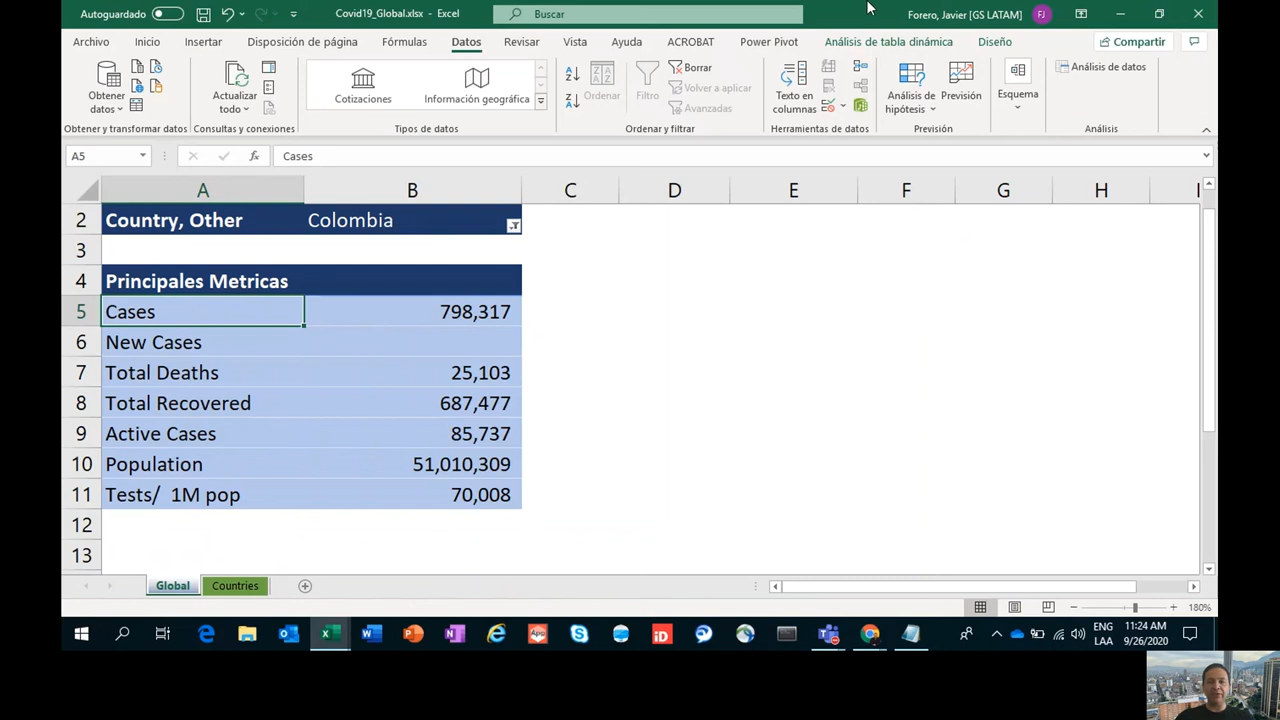 Autoguardado
Covid19_Global.xlsx - Excel
Buscar
Forero, Javier [GS LATAM]
FJ
Archivo Inicio Insertar Disposición de página Fórmulas Datos Revisar Vista Ayuda ACROBAT Power Pivot Análisis de tabla dinámica Diseño Compartir
Obtener datos
Actualizar todo
Cotizaciones
Información geográfica
Ordenar
Filtro
Borrar
Volver a aplicar
Avanzadas
Texto en columnas
Análisis de hipótesis
Previsión
Esquema
Análisis de datos
Obtener y transformar datos Consultas y conexiones Tipos de datos Ordenar y filtrar Herramientas de datos Previsión Análisis
A5 fx Cases
A B C D E F G H I
2 Country, Other Colombia
3
4 Principales Metricas
5 Cases 798,317
6 New Cases
7 Total Deaths 25,103
8 Total Recovered 687,477
9 Active Cases 85,737
10 Population 51,010,309
11 Tests/ 1M pop 70,008
12
13
Global Countries
180%
App
iD
ENG 11:24 AM
LAA 9/26/2020